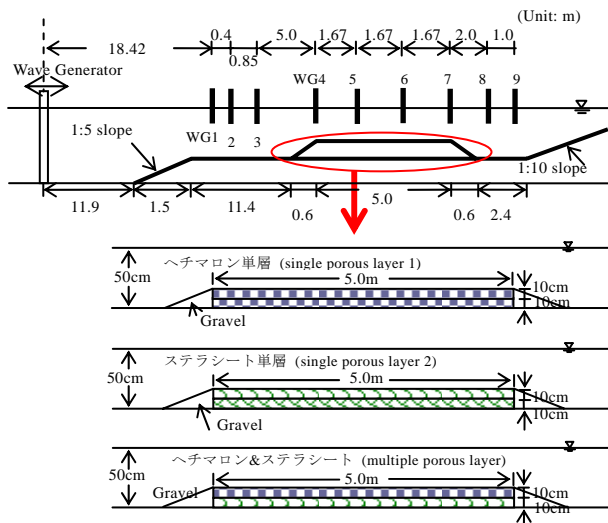 (Unit: m)
0.4 5.0 1.67 1.67 1.67 2.0 1.0
18.42
0.85
Wave Generator
WG4 5 6 7 8 9
WG1 2 3
1:5 slope
1:10 slope
11.9 1.5 11.4 0.6 5.0 0.6 2.4
ヘチマロン単層 (single porous layer 1)
50cm
5.0m
10cm
10cm
Gravel
ステラシート単層 (single porous layer 2)
50cm
5.0m
10cm
10cm
Gravel
ヘチマロン&ステラシート (multiple porous layer)
50cm
5.0m
Gravel
10cm
10cm